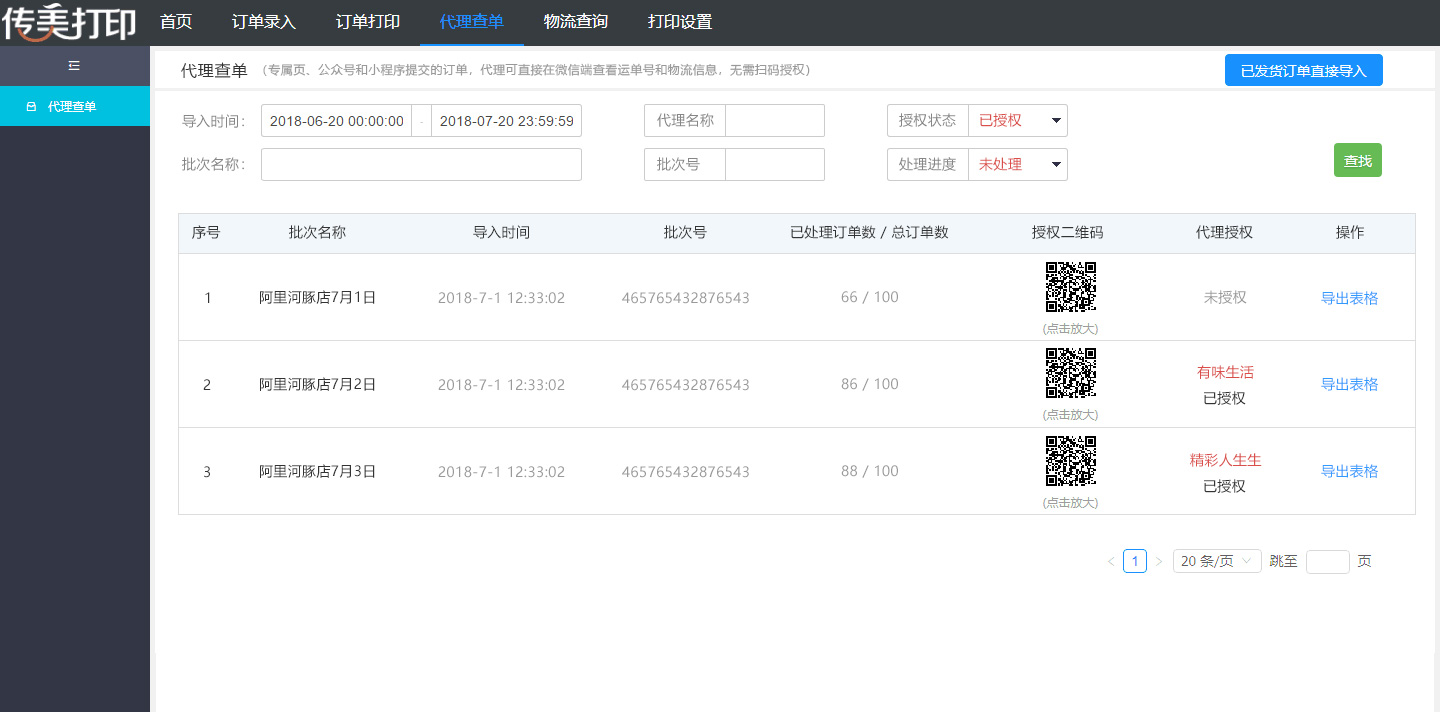 传美打印 首页 订单录入 订单打印 代理查单 物流查询 打印设置
代理查单
代理查单 (专属页、公众号和小程序提交的订单，代理可直接在微信端查看运单号和物流信息，无需扫码授权) 已发货订单直接导入
导入时间: 2018-06-20 00:00:00 - 2018-07-20 23:59:59 代理名称 授权状态 已授权
批次名称: 批次号 处理进度 未处理 查找
序号 批次名称 导入时间 批次号 已处理订单数 / 总订单数 授权二维码 代理授权 操作
1 阿里河豚店7月1日 2018-7-1 12:33:02 465765432876543 66 / 100 未授权 导出表格
(点击放大)
2 阿里河豚店7月2日 2018-7-1 12:33:02 465765432876543 86 / 100 有味生活 导出表格
已授权
(点击放大)
3 阿里河豚店7月3日 2018-7-1 12:33:02 465765432876543 88 / 100 精彩人生生 导出表格
已授权
(点击放大)
< 1 > 20 条/页 跳至 页